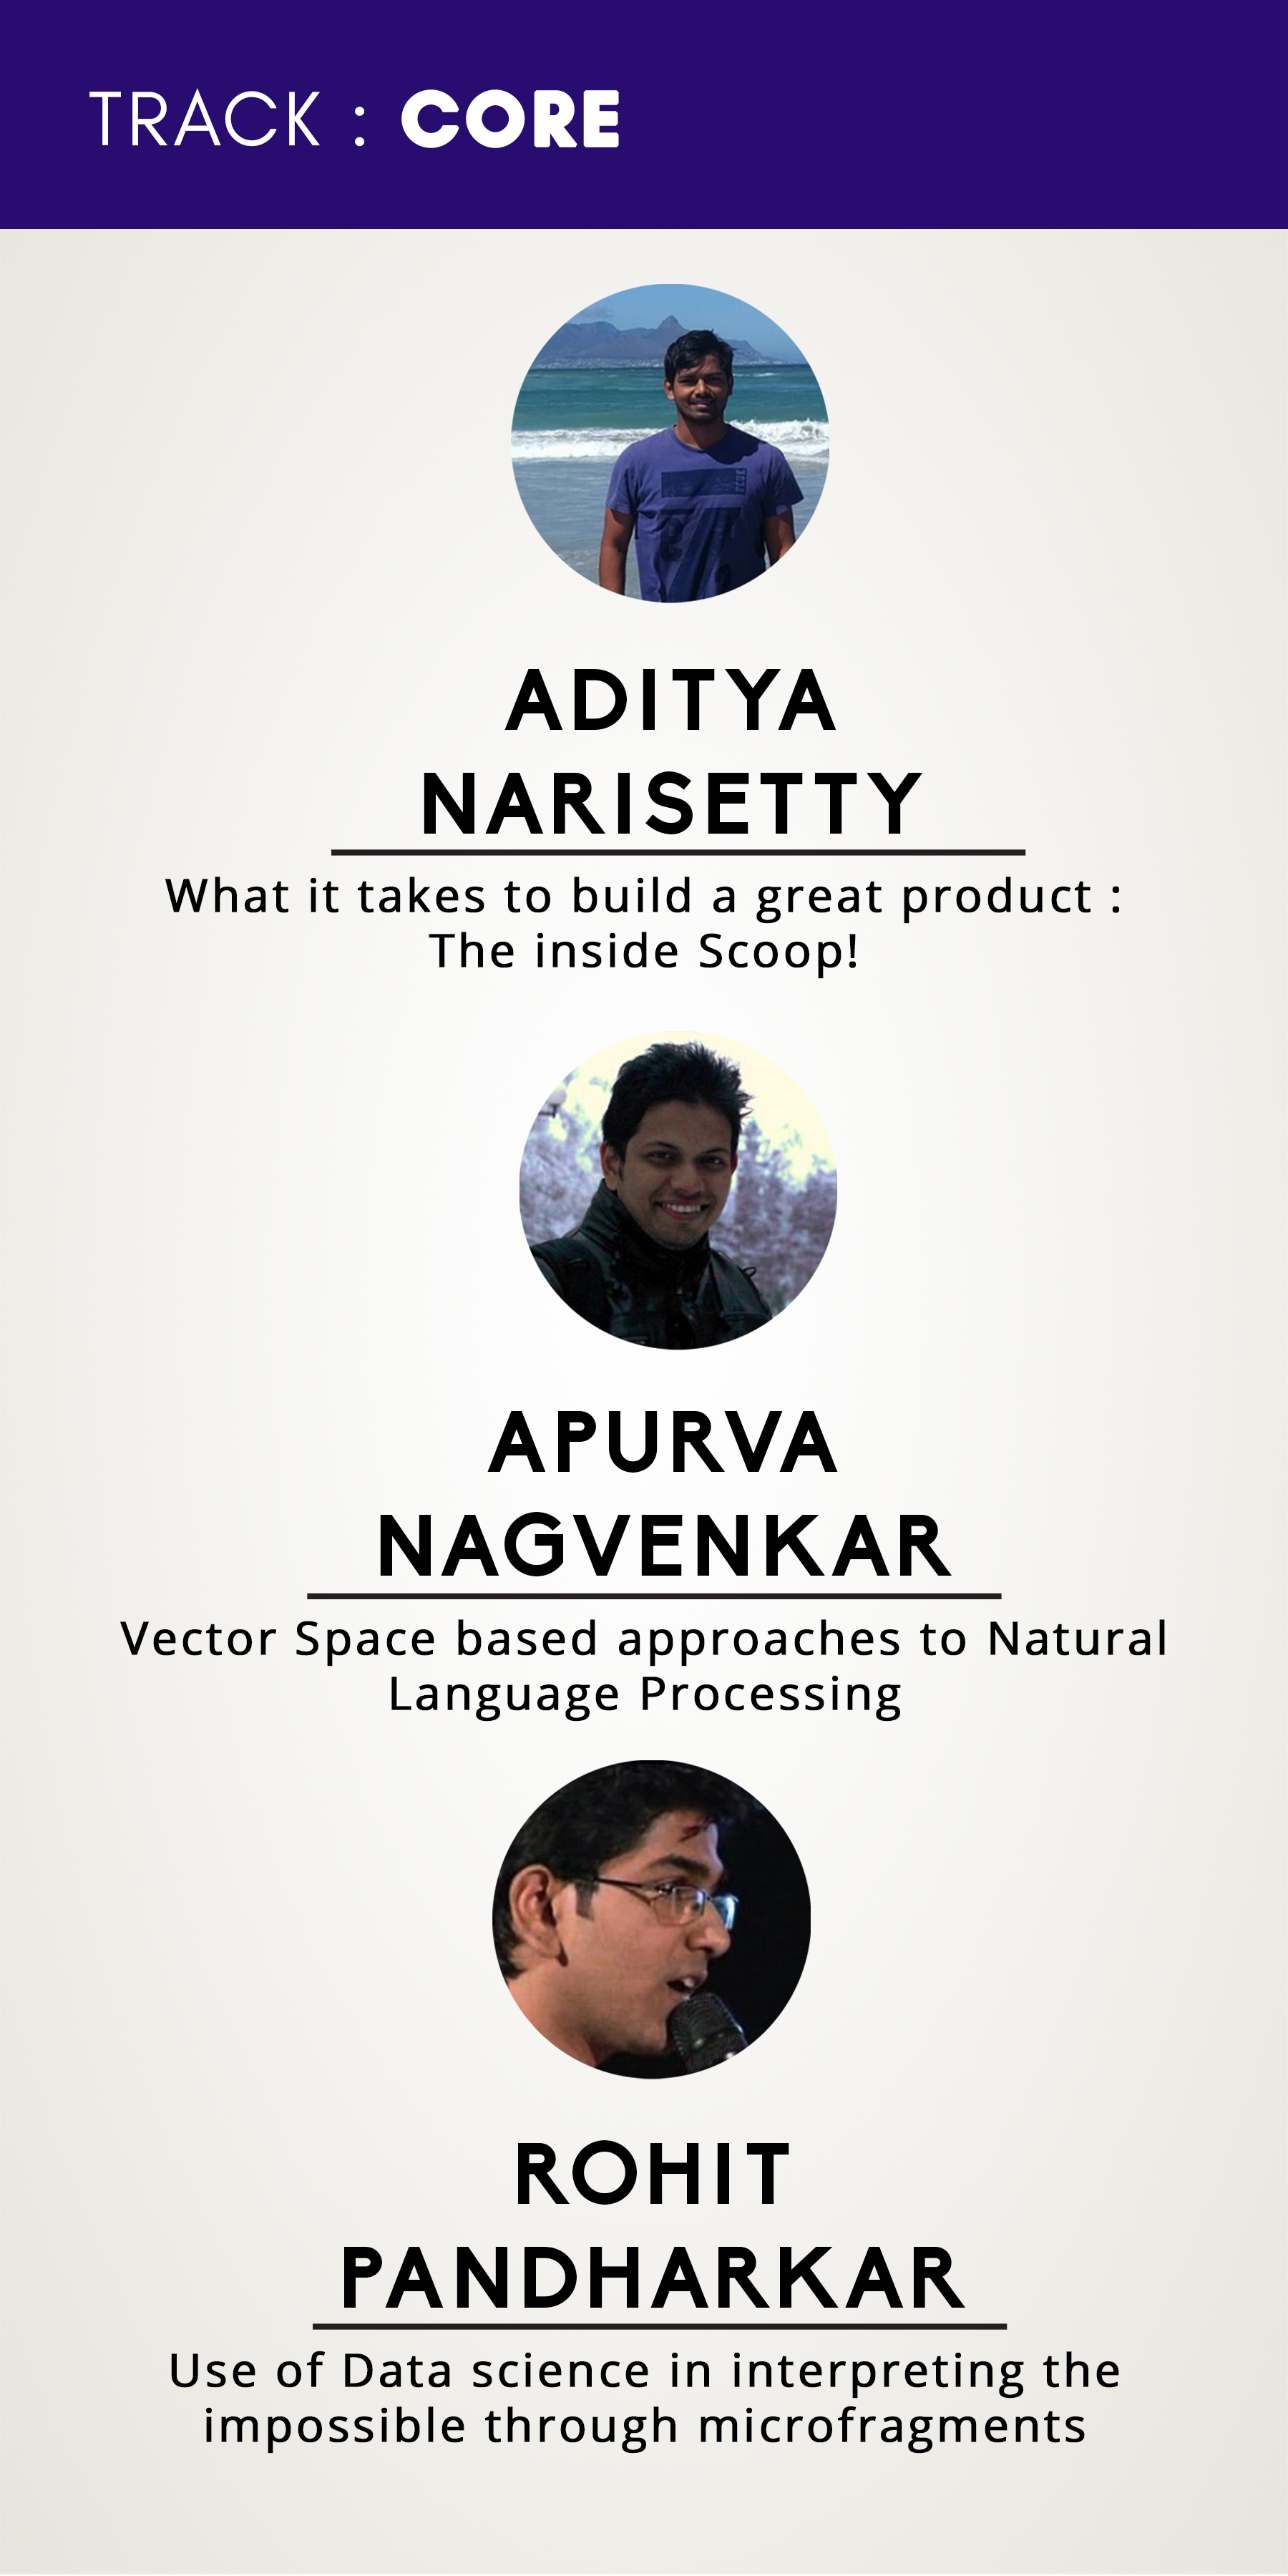 TRACK : CORE
ADITYA
NARISETTY
What it takes to build a great product :
The inside Scoop!
APURVA
NAGVENKAR
Vector Space based approaches to Natural
Language Processing
ROHIT
PANDHARKAR
Use of Data science in interpreting the
impossible through microfragments